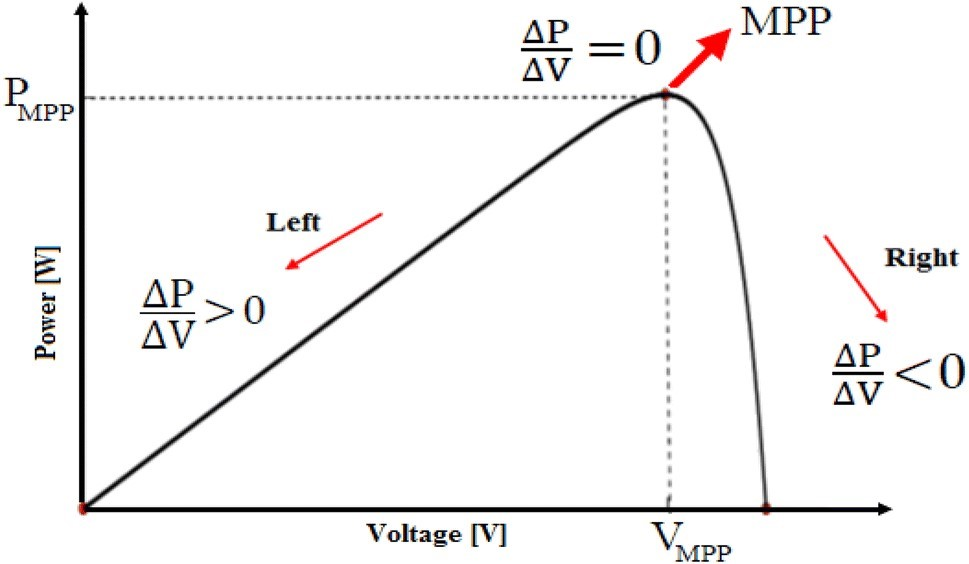 MPP
ΔP/ΔV = 0
P_MPP
Left
Right
ΔP/ΔV > 0
ΔP/ΔV < 0
Power [W]
Voltage [V]
V_MPP